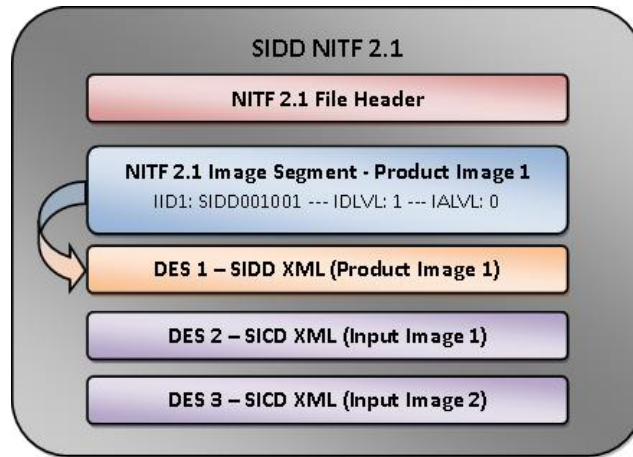 SIDD NITF 2.1
NITF 2.1 File Header
NITF 2.1 Image Segment - Product Image 1
IID1: SIDD001001 --- IDLVL: 1 --- IALVL: 0
DES 1 – SIDD XML (Product Image 1)
DES 2 – SICD XML (Input Image 1)
DES 3 – SICD XML (Input Image 2)